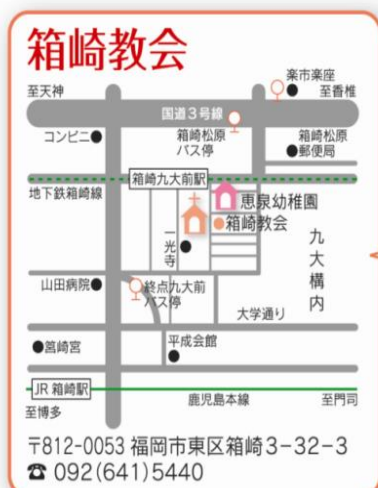 箱崎教会
楽市楽座
至天神
至香椎
国道3号線
コンビニ
箱崎松原
バス停
箱崎松原
郵便局
箱崎九大前駅
地下鉄箱崎線
恵泉幼稚園
箱崎教会
一光寺
九大構内
山田病院
終点九大前
バス停
大学通り
筥崎宮
平成会館
JR 箱崎駅
鹿児島本線
至博多
至門司
〒812-0053 福岡市東区箱崎3-32-3
☎ 092(641)5440